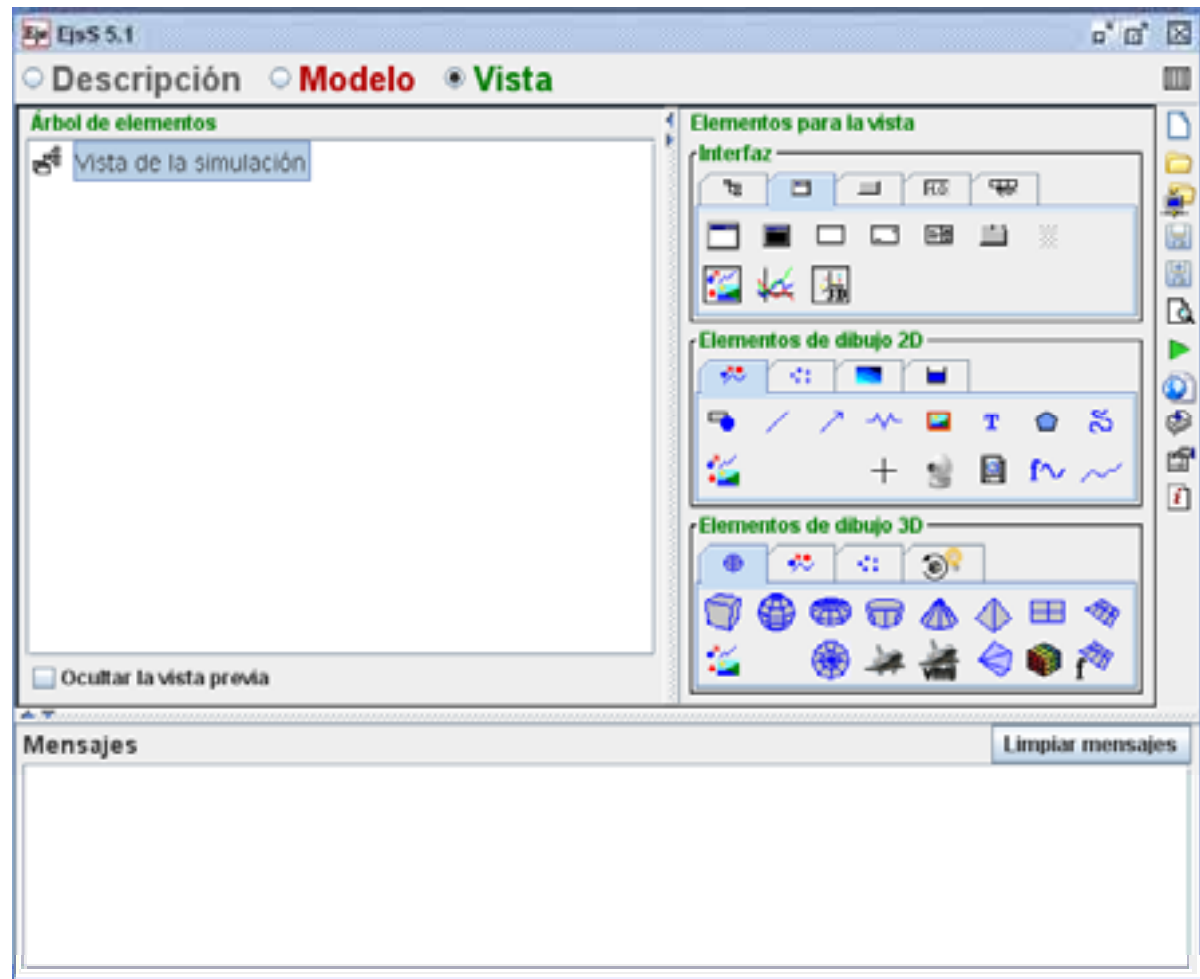 EjsS 5.1
Descripción Modelo Vista
Árbol de elementos
Vista de la simulación
Ocultar la vista previa
Elementos para la vista
Interfaz
Elementos de dibujo 2D
Elementos de dibujo 3D
Mensajes
Limpiar mensajes